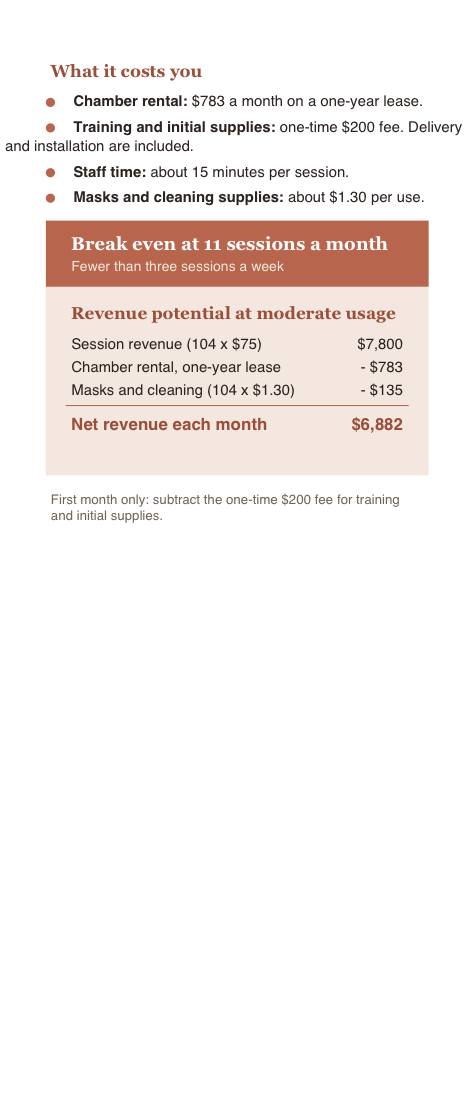 What it costs you
Chamber rental: $783 a month on a one-year lease.
Training and initial supplies: one-time $200 fee. Delivery
and installation are included.
Staff time: about 15 minutes per session.
Masks and cleaning supplies: about $1.30 per use.
Break even at 11 sessions a month
Fewer than three sessions a week
Revenue potential at moderate usage
Session revenue (104 x $75) $7,800
Chamber rental, one-year lease - $783
Masks and cleaning (104 x $1.30) - $135
Net revenue each month $6,882
First month only: subtract the one-time $200 fee for training
and initial supplies.